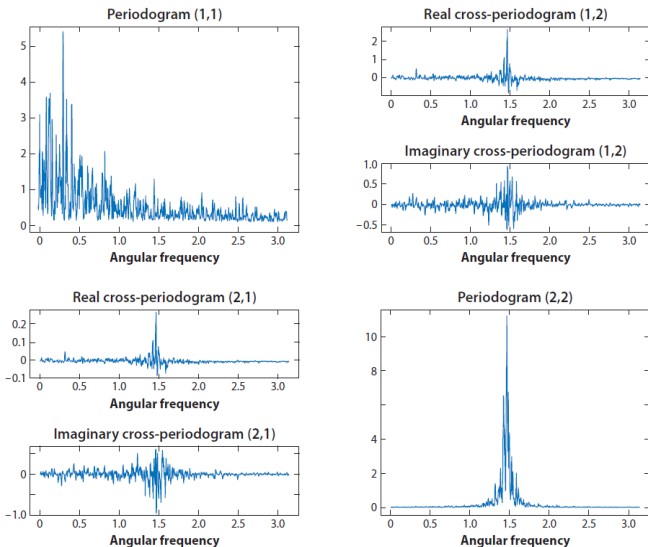 Periodogram (1,1)
5
4
3
2
1
0
0 0.5 1.0 1.5 2.0 2.5 3.0
Angular frequency
Real cross-periodogram (1,2)
2
1
0
0 0.5 1.0 1.5 2.0 2.5 3.0
Angular frequency
Imaginary cross-periodogram (1,2)
1.0
0.5
0
−0.5
0 0.5 1.0 1.5 2.0 2.5 3.0
Angular frequency
Real cross-periodogram (2,1)
0.2
0.1
0
−0.1
0 0.5 1.0 1.5 2.0 2.5 3.0
Angular frequency
Imaginary cross-periodogram (2,1)
0
−1.0
0 0.5 1.0 1.5 2.0 2.5 3.0
Angular frequency
Periodogram (2,2)
10
8
6
4
2
0
0 0.5 1.0 1.5 2.0 2.5 3.0
Angular frequency